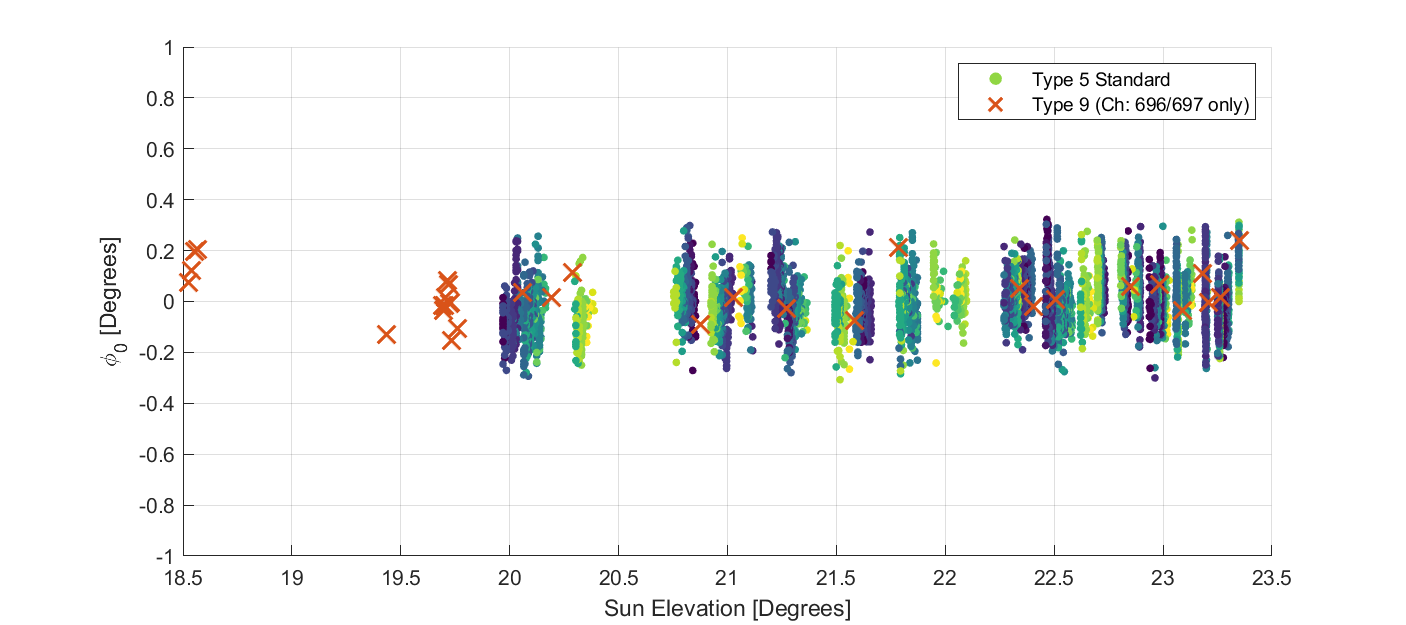 1
0.8
0.6
0.4
0.2
0
-0.2
-0.4
-0.6
-0.8
-1
ϕ0 [Degrees]
Type 5 Standard
Type 9 (Ch: 696/697 only)
18.5 19 19.5 20 20.5 21 21.5 22 22.5 23 23.5
Sun Elevation [Degrees]